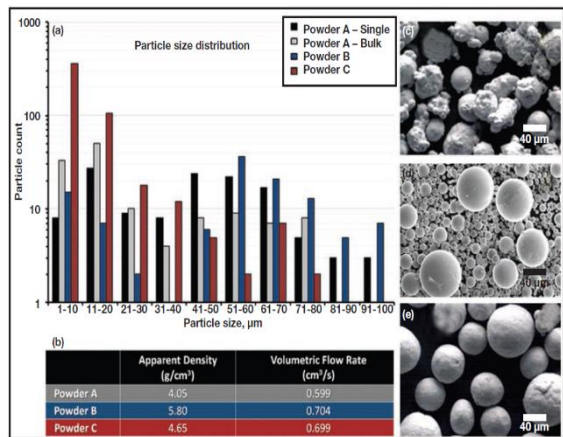 (a)
Particle size distribution
Powder A – Single
Powder A – Bulk
Powder B
Powder C
Particle count
1000
100
10
1
1-10 11-20 21-30 31-40 41-50 51-60 61-70 71-80 81-90 91-100
Particle size, µm
(b)
Apparent Density (g/cm³) Volumetric Flow Rate (cm³/s)
Powder A 4.05 0.599
Powder B 5.80 0.704
Powder C 4.65 0.699
(c)
40 µm
(d)
40 µm
(e)
40 µm